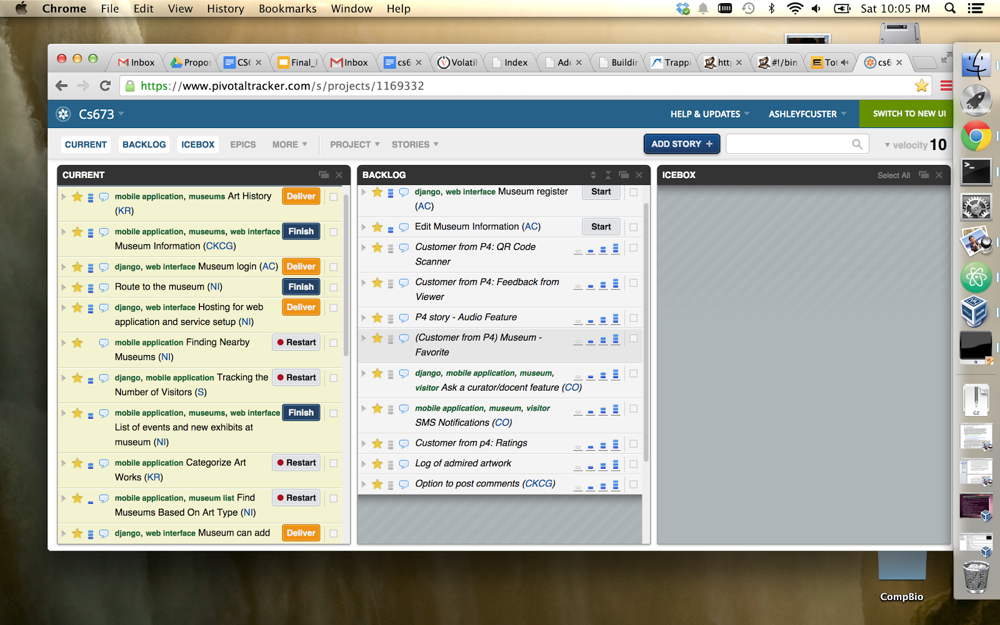 Chrome File Edit View History Bookmarks Window Help Sat 10:05 PM
Inbox Propos CS6 Final_F Inbox cs6 Volatil Index Add Buildin Trappi http #!/bin Tot cs6
https://www.pivotaltracker.com/s/projects/1169332
Cs673 HELP & UPDATES ASHLEYFCUSTER SWITCH TO NEW UI
CURRENT BACKLOG ICEBOX EPICS MORE PROJECT STORIES ADD STORY + velocity 10
CURRENT
mobile application, museums Art History Deliver
(KR)
mobile application, museums, web interface Finish
Museum Information (CKCG)
django, web interface Museum login (AC) Deliver
Route to the museum (NI) Finish
django, web interface Hosting for web Deliver
application and service setup (NI)
mobile application Finding Nearby Restart
Museums (NI)
django, mobile application Tracking the Restart
Number of Visitors (S)
mobile application, museums, web interface Finish
List of events and new exhibits at
museum (NI)
mobile application Categorize Art Restart
Works (KR)
mobile application, museum list Find Restart
Museums Based On Art Type (NI)
django, web interface Museum can add Deliver
BACKLOG
django, web interface Museum register Start
(AC)
Edit Museum Information (AC) Start
Customer from P4: QR Code
Scanner
Customer from P4: Feedback from
Viewer
P4 story - Audio Feature
(Customer from P4) Museum -
Favorite
django, mobile application, museum,
visitor Ask a curator/docent feature (CO)
mobile application, museum, visitor
SMS Notifications (CO)
Customer from p4: Ratings
Log of admired artwork
Option to post comments (CKCG)
ICEBOX Select All
GZ
CompBio